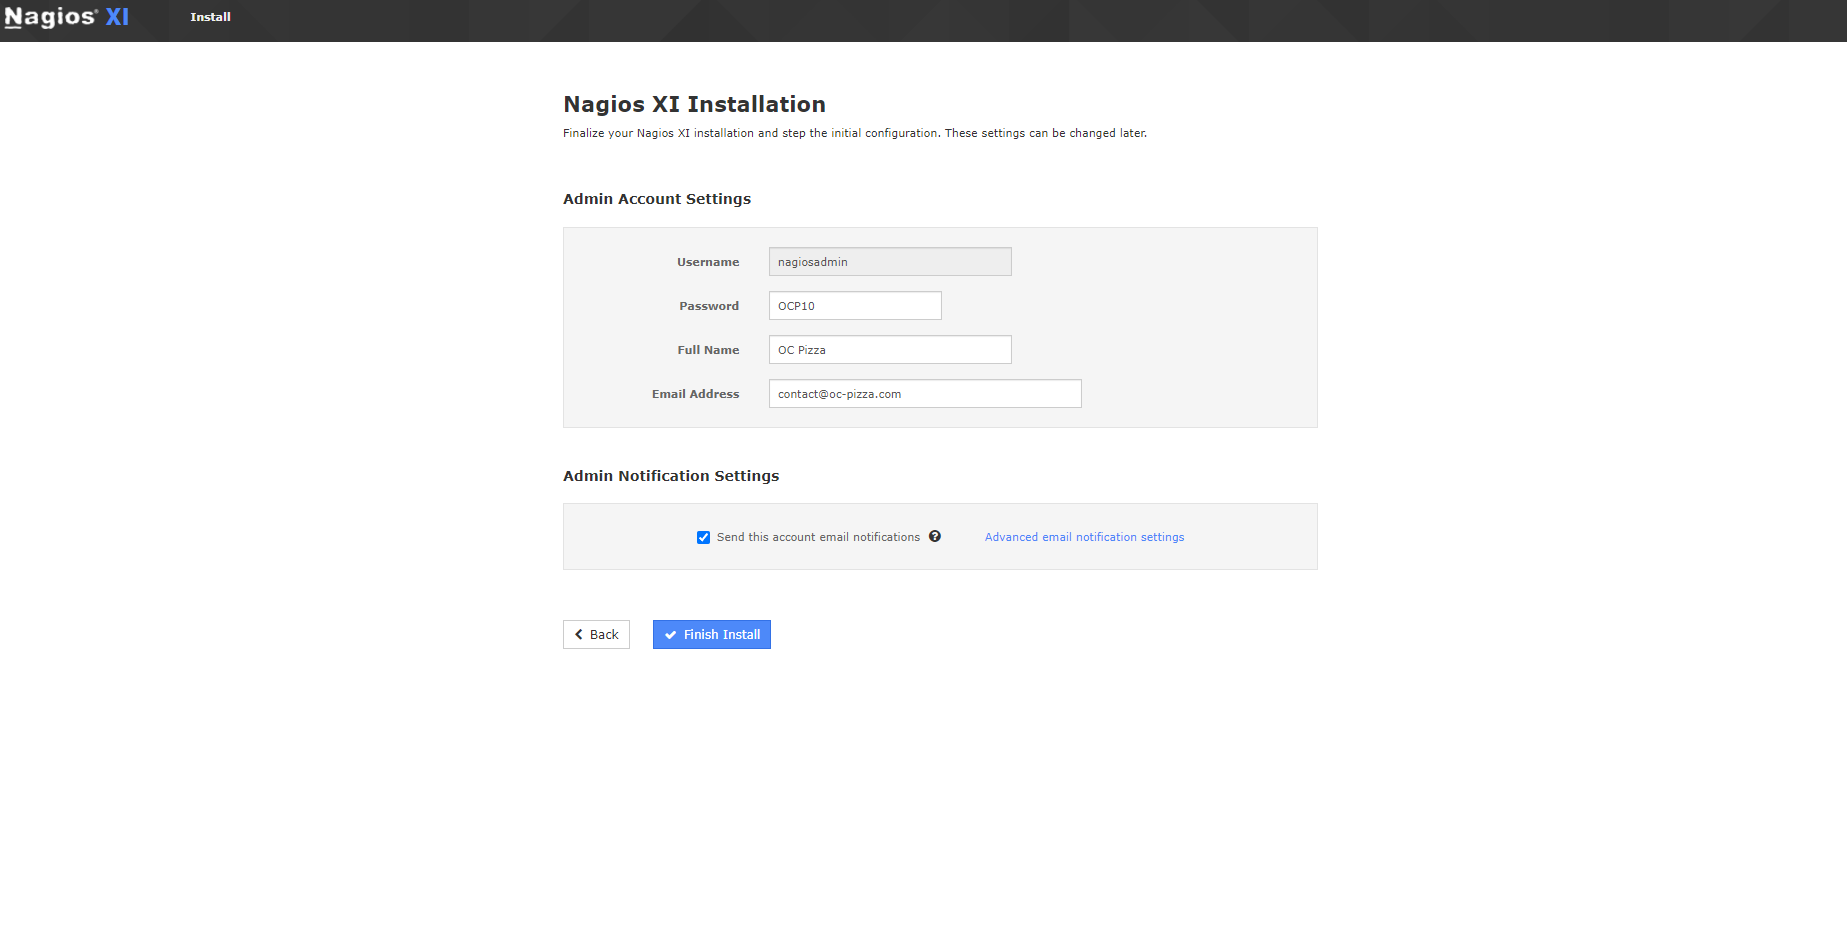 Nagios® XI Install
Nagios XI Installation
Finalize your Nagios XI installation and step the initial configuration. These settings can be changed later.
Admin Account Settings
Username nagiosadmin
Password OCP10
Full Name OC Pizza
Email Address contact@oc-pizza.com
Admin Notification Settings
Send this account email notifications ? Advanced email notification settings
Back Finish Install